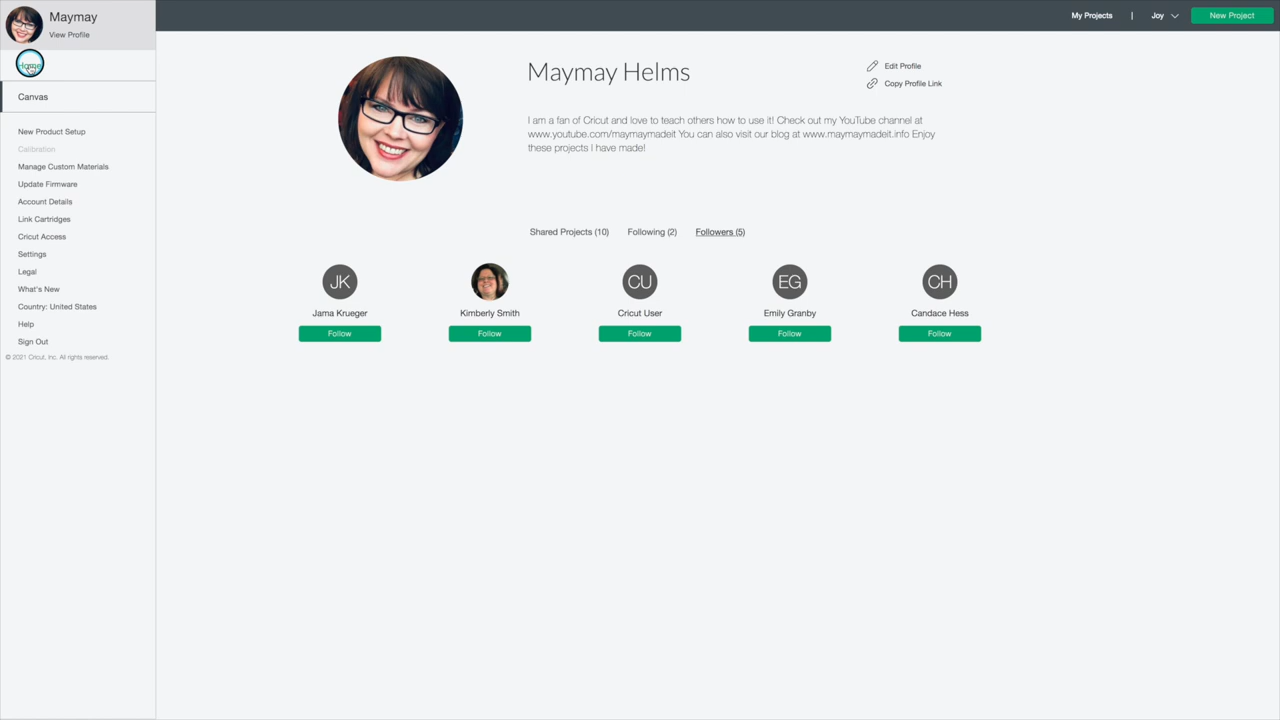 Maymay
View Profile
Home
Canvas
New Product Setup
Calibration
Manage Custom Materials
Update Firmware
Account Details
Link Cartridges
Cricut Access
Settings
Legal
What's New
Country: United States
Help
Sign Out
© 2021 Cricut, Inc. All rights reserved.
My Projects | Joy New Project
Maymay Helms
Edit Profile
Copy Profile Link
I am a fan of Cricut and love to teach others how to use it! Check out my YouTube channel at
www.youtube.com/maymaymadeit You can also visit our blog at www.maymaymadeit.info Enjoy
these projects I have made!
Shared Projects (10) Following (2) Followers (5)
JK CU EG CH
Jama Krueger Kimberly Smith Cricut User Emily Granby Candace Hess
Follow Follow Follow Follow Follow